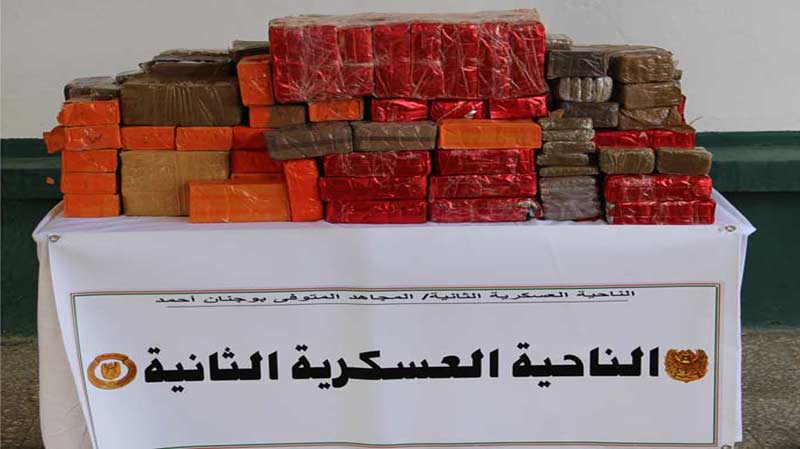 الناحية العسكرية الثانية/ المجاهد المتوفى بوجنان أحمد
الناحية العسكرية الثانية